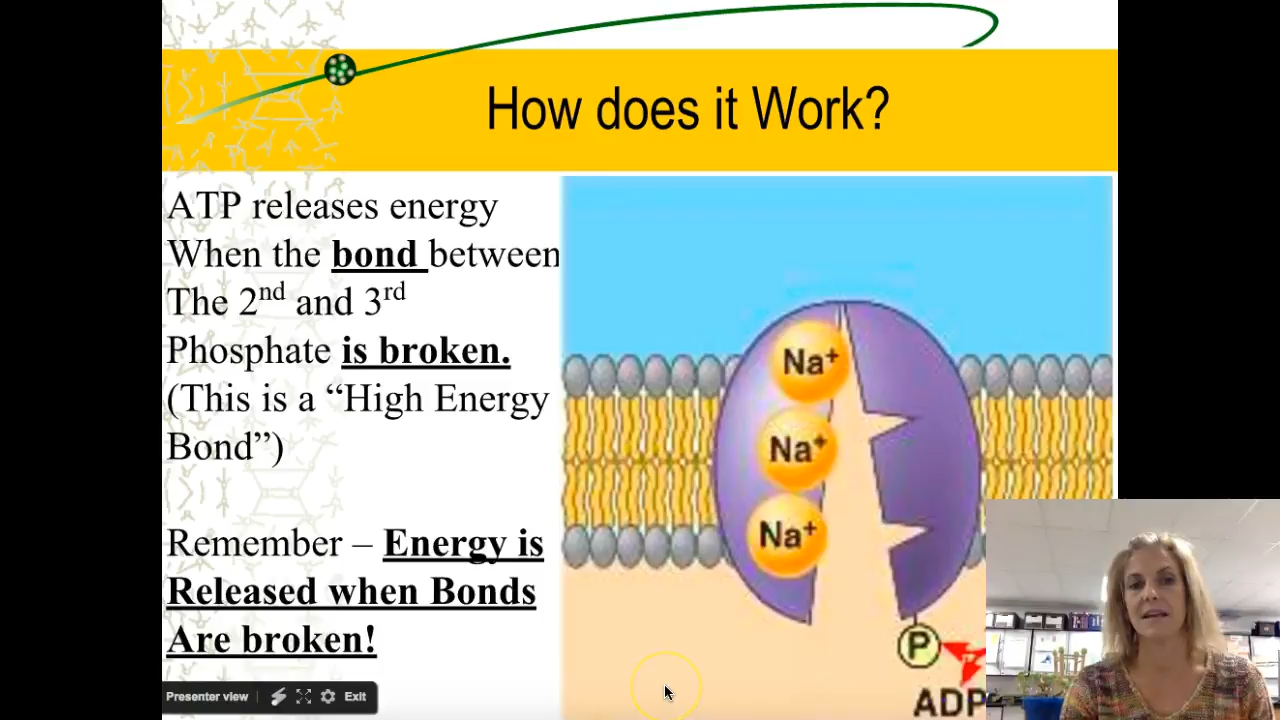 How does it Work?
ATP releases energy
When the bond between
The 2nd and 3rd
Phosphate is broken.
(This is a “High Energy
Bond”)
Remember – Energy is
Released when Bonds
Are broken!
Na+
Na+
Na+
P
ADP
Presenter view
Exit